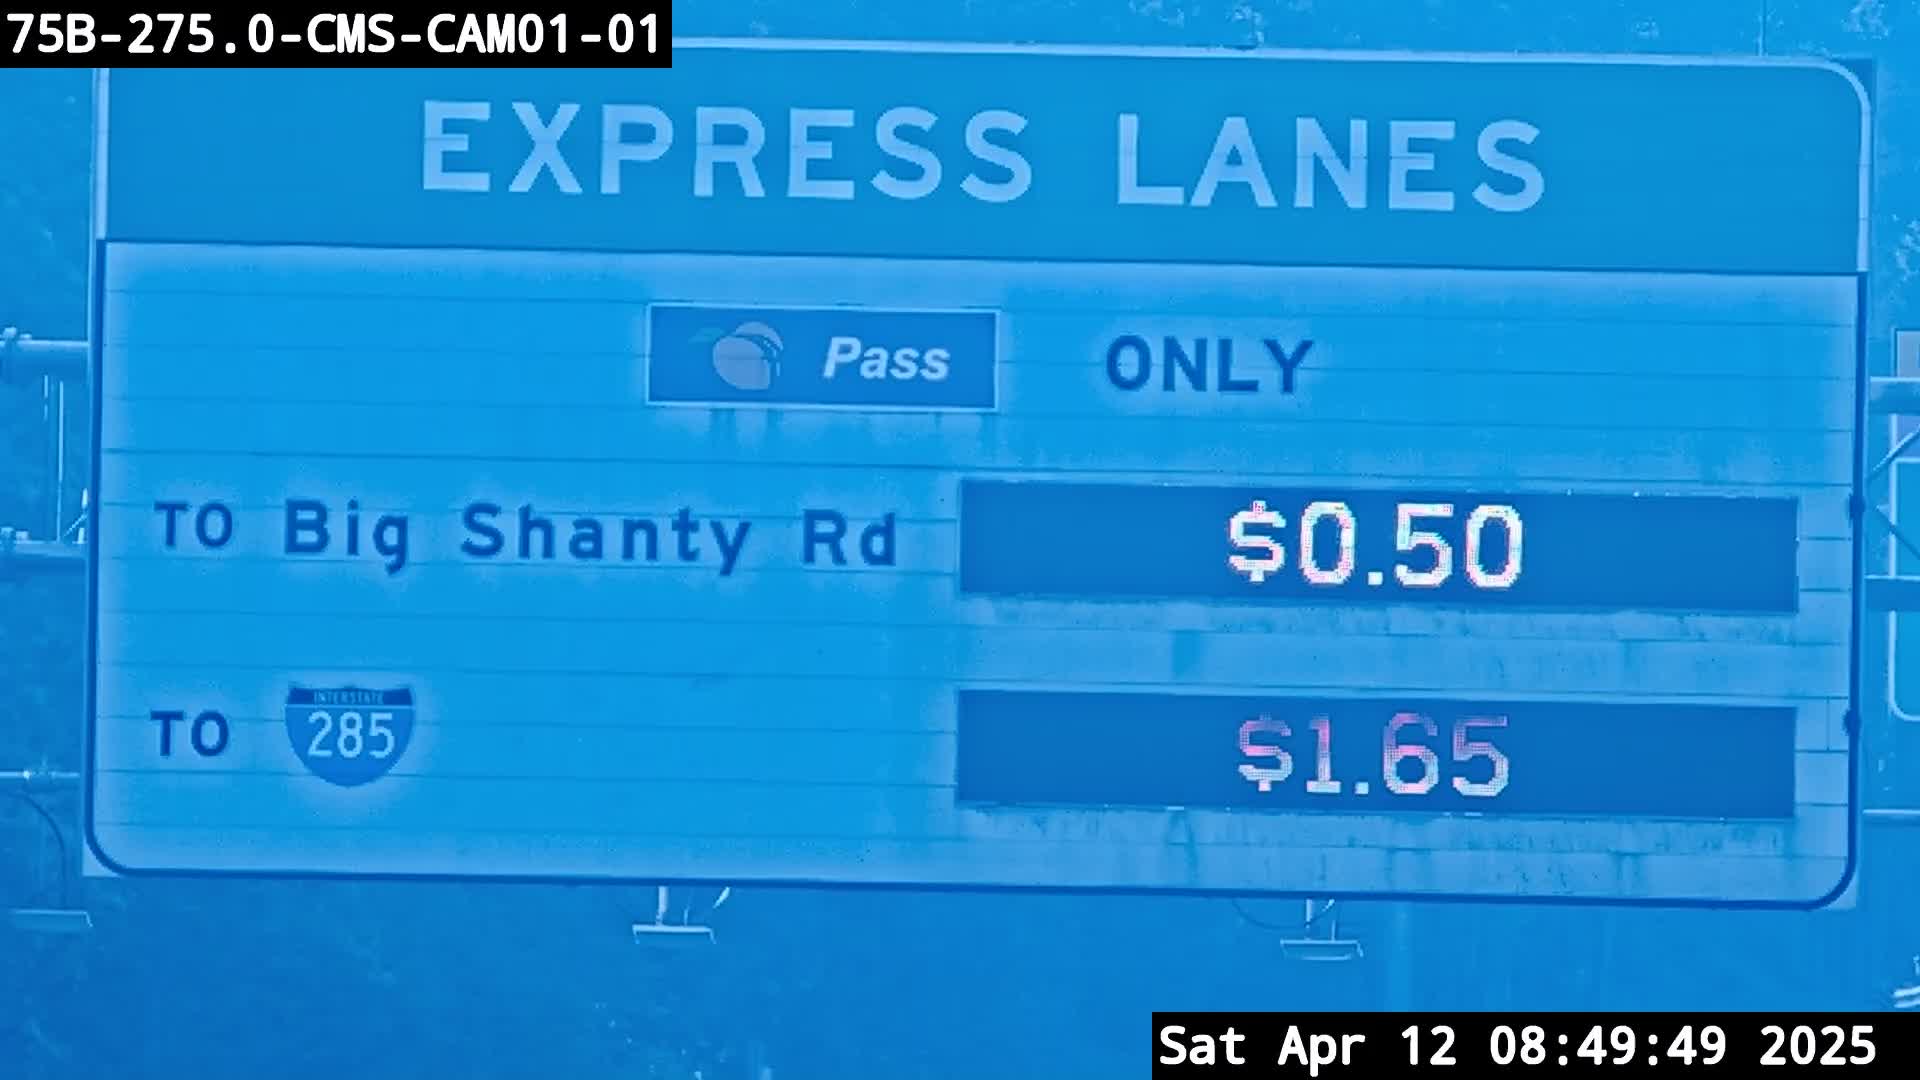 75B-275.0-CMS-CAM01-01
EXPRESS LANES
Pass ONLY
TO Big Shanty Rd $0.50
TO INTERSTATE 285 $1.65
Sat Apr 12 08:49:49 2025